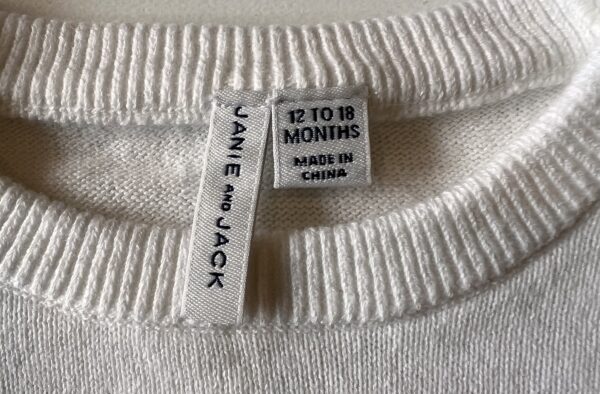 JANIE AND JACK
12 TO 18
MONTHS
MADE IN
CHINA